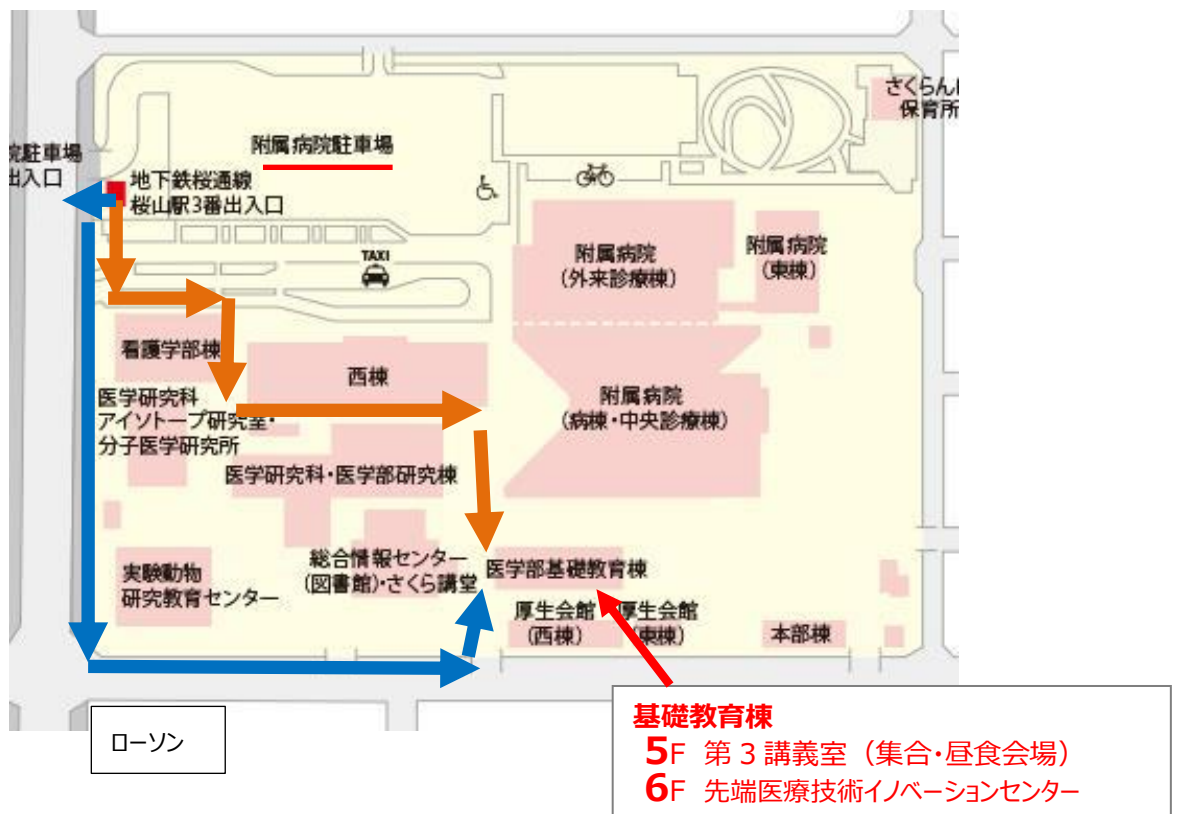 さくらん
保育所
附属病院駐車場
院駐車場
出入口
地下鉄桜通線
桜山駅3番出入口
TAXI
附属病院
(外来診療棟)
附属病院
(東棟)
看護学部棟
西棟
医学研究科
アイソトープ研究室・
分子医学研究所
附属病院
(病棟・中央診療棟)
医学研究科・医学部研究棟
総合情報センター
(図書館)・さくら講堂
医学部基礎教育棟
実験動物
研究教育センター
厚生会館
(西棟)
厚生会館
(東棟)
本部棟
ローソン
基礎教育棟
5F 第3講義室(集合・昼食会場)
6F 先端医療技術イノベーションセンター